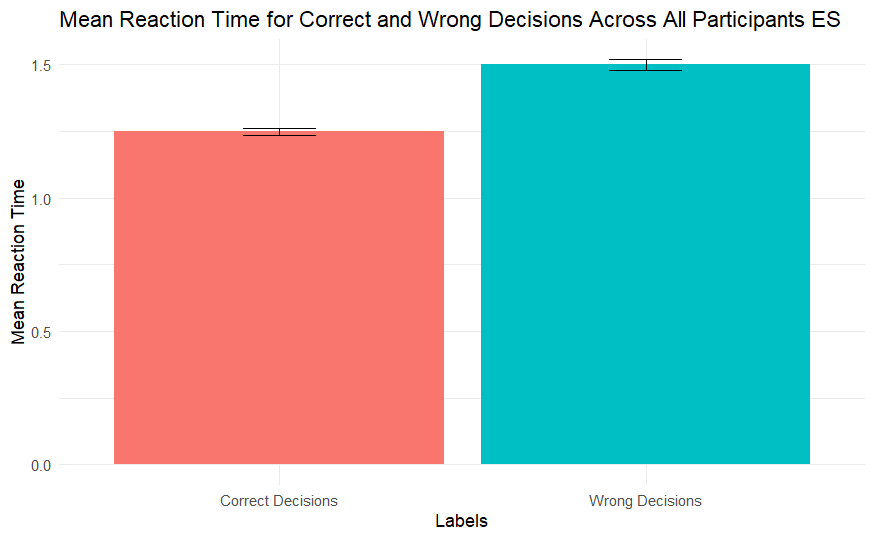 Mean Reaction Time for Correct and Wrong Decisions Across All Participants ES
Mean Reaction Time
1.5
1.0
0.5
0.0
Correct Decisions
Wrong Decisions
Labels